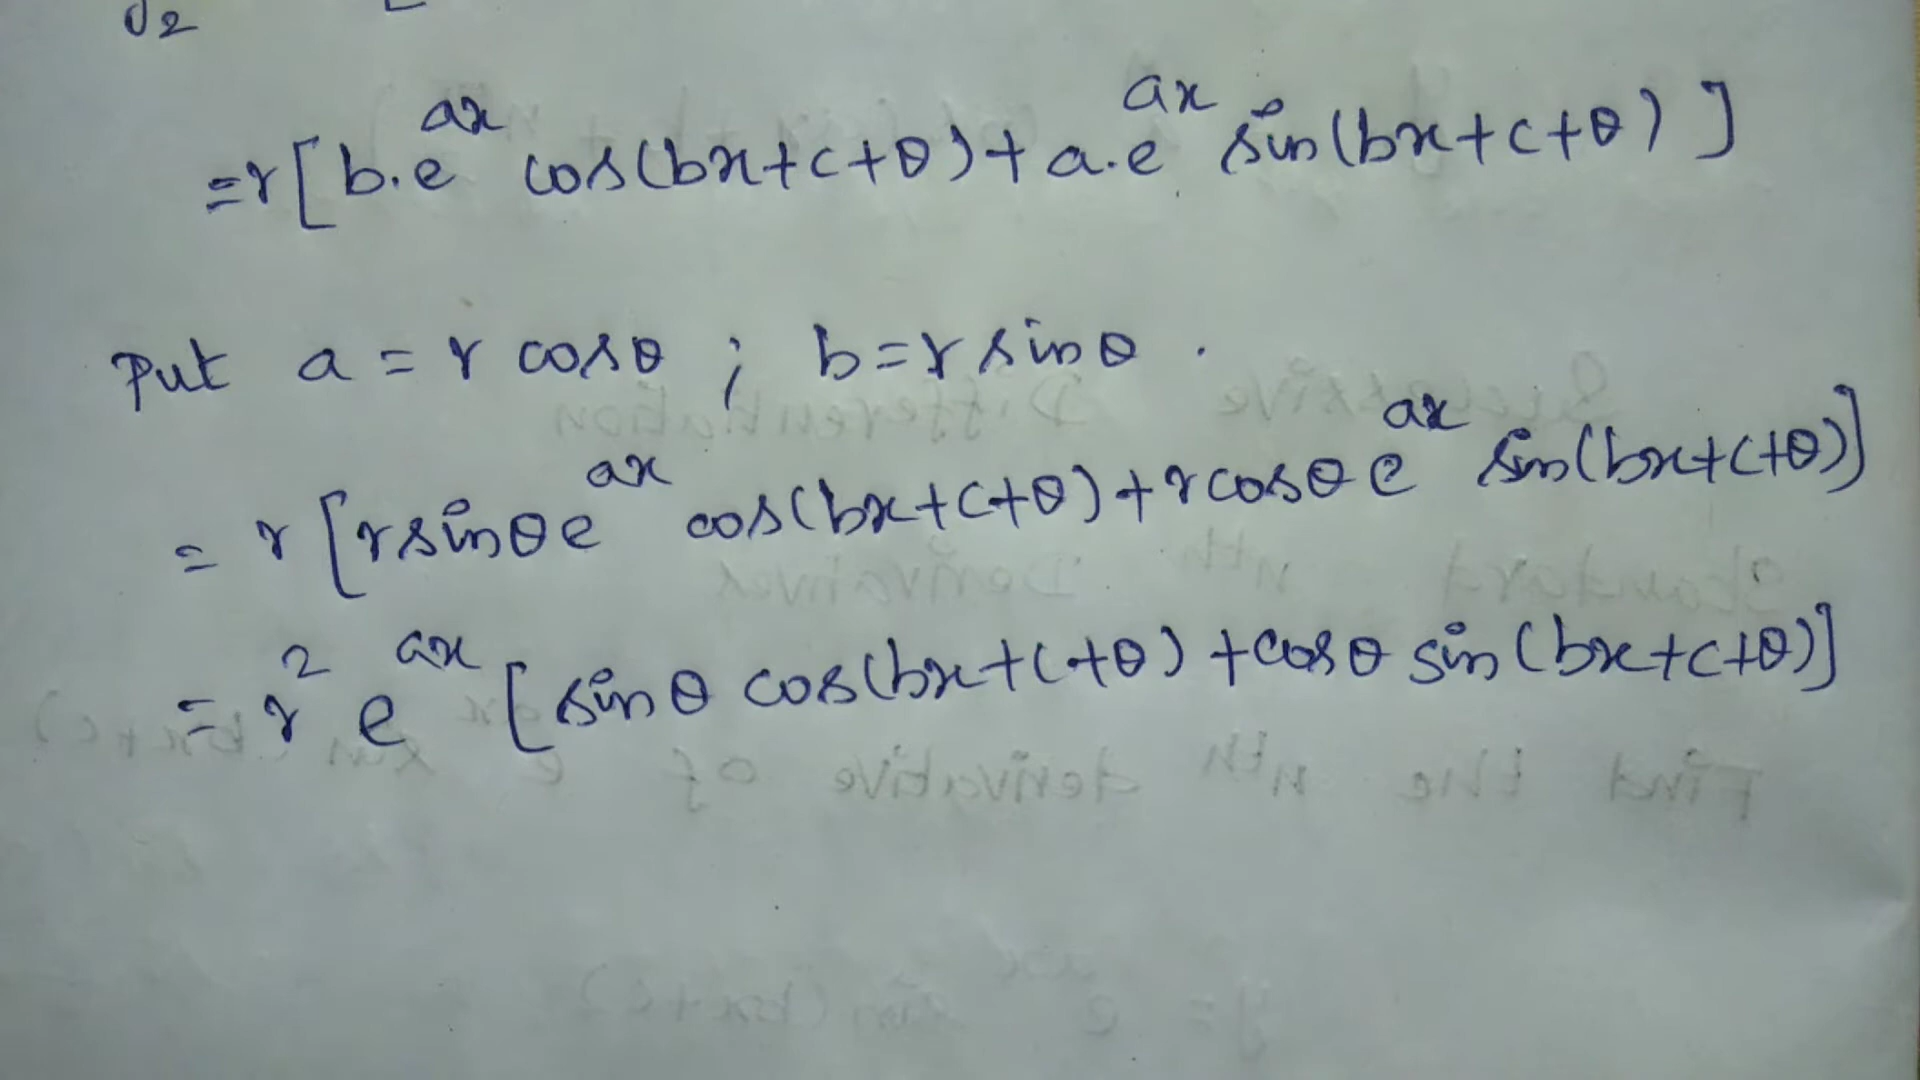 = r [ b.e^{ax} cos(bx+c+θ) + a.e^{ax} sin(bx+c+θ) ]
Put a = r cosθ ; b = r sinθ .
= r [ r sinθ e^{ax} cos(bx+c+θ) + r cosθ e^{ax} sin(bx+c+θ) ]
= r^2 e^{ax} [ sinθ cos(bx+c+θ) + cosθ sin(bx+c+θ) ]